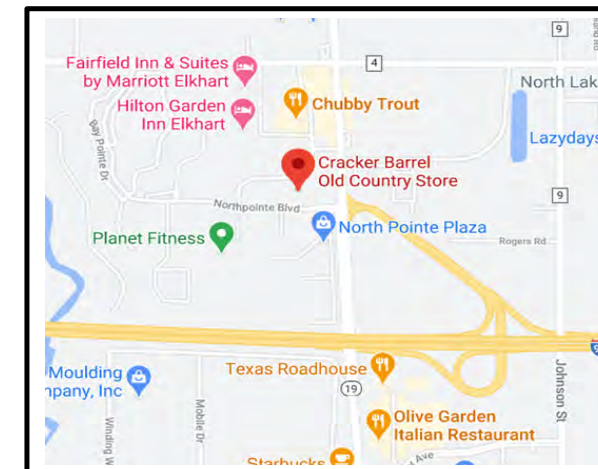 9
Fairfield Inn & Suites
by Marriott Elkhart
4
North Lak
Hilton Garden
Inn Elkhart
Chubby Trout
Bay Pointe Dr
Lazydays
Cracker Barrel
Old Country Store
9
Northpointe Blvd
North Pointe Plaza
Planet Fitness
Rogers Rd
Texas Roadhouse
Moulding
npany, Inc
19
Johnson St
Mobile Dr
Winding W
Olive Garden
Italian Restaurant
Starbucks
Ave